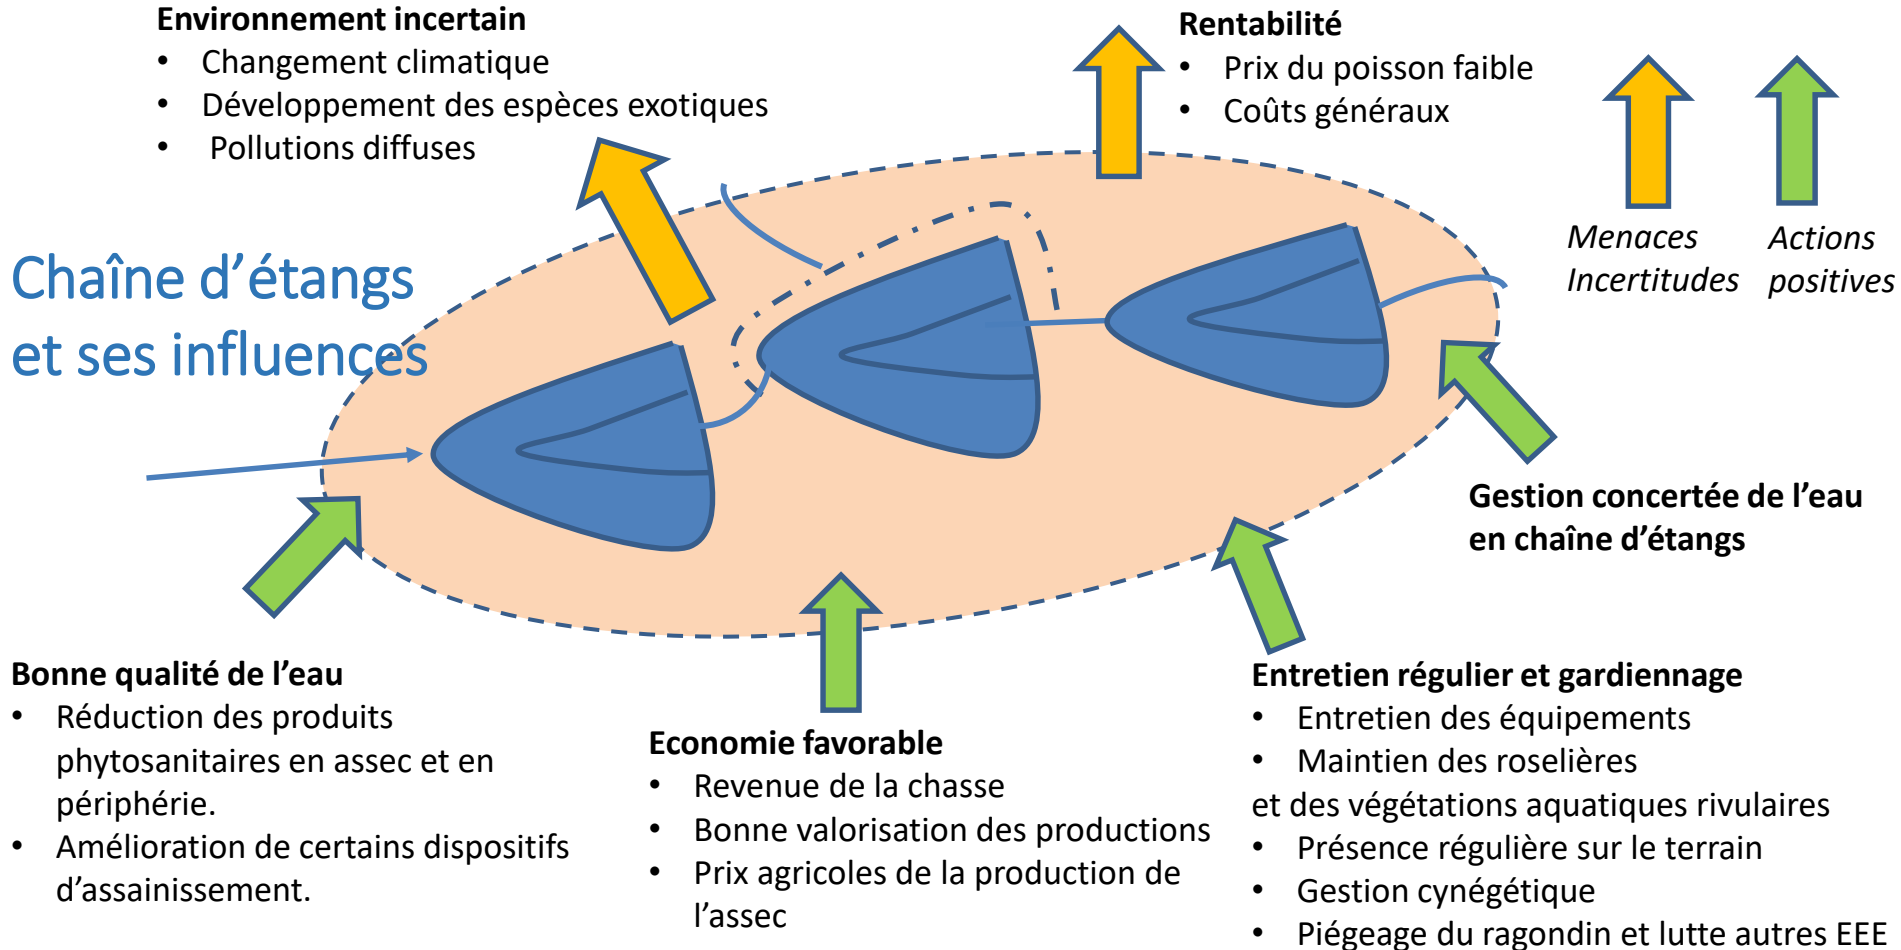 Environnement incertain
• Changement climatique
• Développement des espèces exotiques
• Pollutions diffuses
Rentabilité
• Prix du poisson faible
• Coûts généraux
Menaces
Incertitudes
Actions
positives
Chaîne d’étangs
et ses influences
Gestion concertée de l’eau
en chaîne d’étangs
Bonne qualité de l’eau
• Réduction des produits
phytosanitaires en assec et en
périphérie.
• Amélioration de certains dispositifs
d’assainissement.
Economie favorable
• Revenue de la chasse
• Bonne valorisation des productions
• Prix agricoles de la production de
l’assec
Entretien régulier et gardiennage
• Entretien des équipements
• Maintien des roselières
et des végétations aquatiques rivulaires
• Présence régulière sur le terrain
• Gestion cynégétique
• Piégeage du ragondin et lutte autres EEE